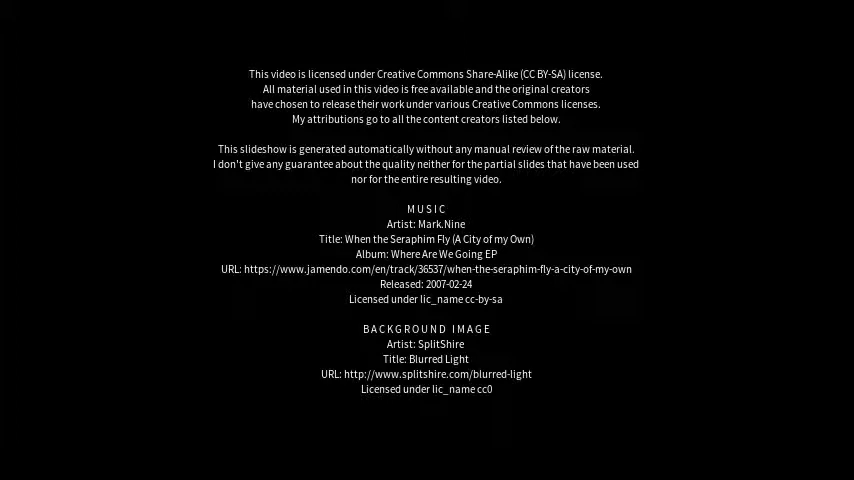 This video is licensed under Creative Commons Share-Alike (CC BY-SA) license.
All material used in this video is free available and the original creators
have chosen to release their work under various Creative Commons licenses.
My attributions go to all the content creators listed below.
This slideshow is generated automatically without any manual review of the raw material.
I don't give any guarantee about the quality neither for the partial slides that have been used
nor for the entire resulting video.
MUSIC
Artist: Mark.Nine
Title: When the Seraphim Fly (A City of my Own)
Album: Where Are We Going EP
URL: https://www.jamendo.com/en/track/36537/when-the-seraphim-fly-a-city-of-my-own
Released: 2007-02-24
Licensed under lic_name cc-by-sa
BACKGROUND IMAGE
Artist: SplitShire
Title: Blurred Light
URL: http://www.splitshire.com/blurred-light
Licensed under lic_name cc0